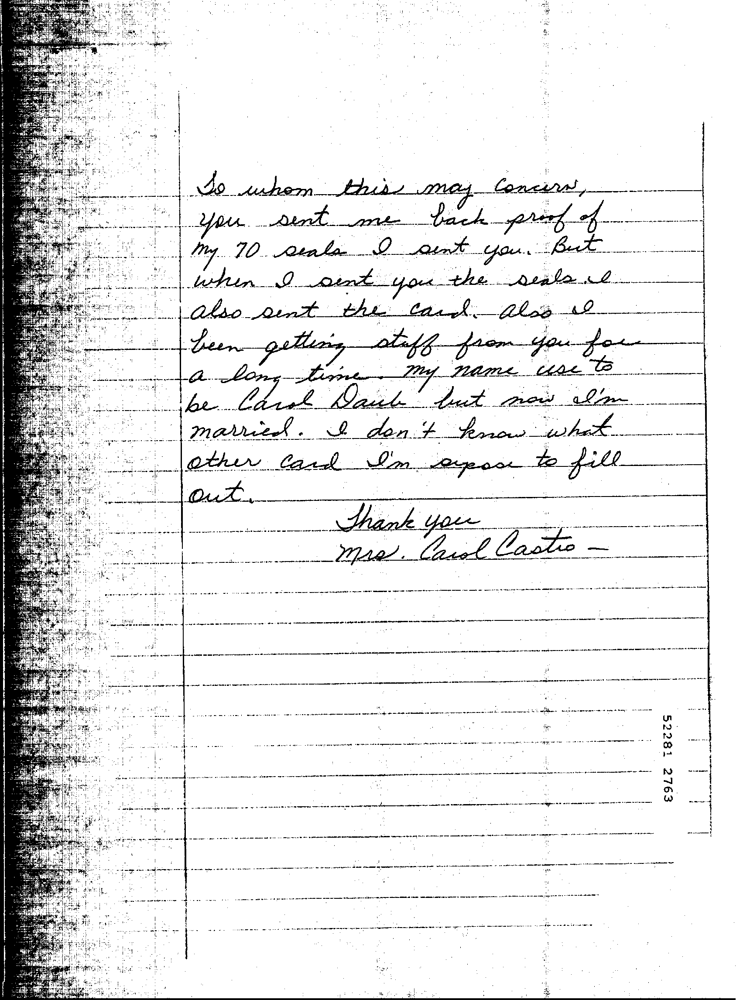 To whom this may Concern,
you sent me back proof of
my 70 seals I sent you. But
when I sent you the seals I
also sent the card. Also I
been getting stuff from you for
a long time. My name use to
be Carol Daub but now I'm
married. I don't know what
other card I'm sepose to fill
out.
Thank you
Mrs. Carol Castro -
52281 2763